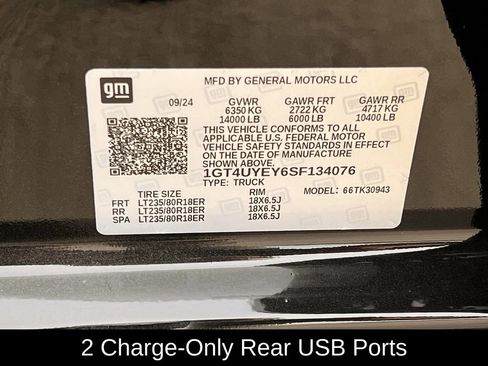 gm
MFD BY GENERAL MOTORS LLC
09/24 GVWR GAWR FRT GAWR RR
6350 KG 2722 KG 4717 KG
14000 LB 6000 LB 10400 LB
THIS VEHICLE CONFORMS TO ALL
APPLICABLE U.S. FEDERAL MOTOR
VEHICLE SAFETY STANDARDS IN EFFECT
ON THE DATE OF MANUFACTURE
SHOWN ABOVE.
1GT4UYEY6SF134076
TYPE: TRUCK MODEL: 66TK30943
TIRE SIZE RIM
FRT LT235/80R18ER 18X6.5J
RR LT235/80R18ER 18X6.5J
SPA LT235/80R18ER 18X6.5J
2 Charge-Only Rear USB Ports